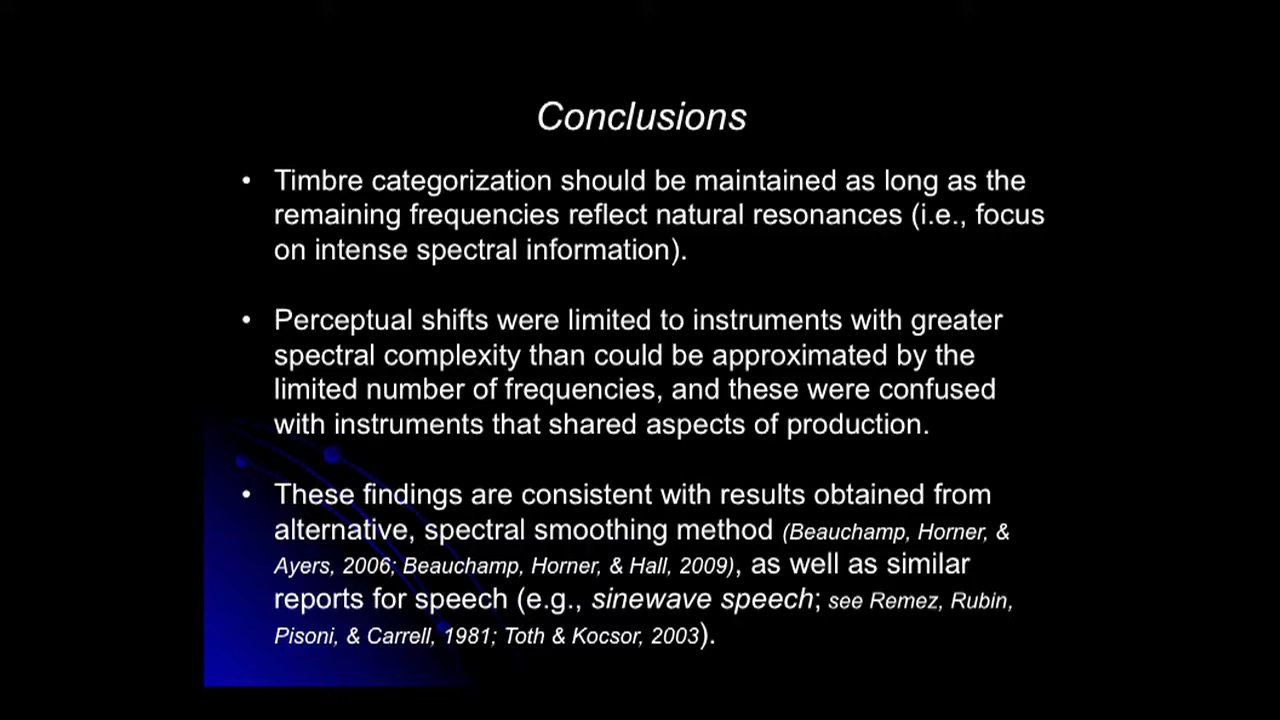 Conclusions
• Timbre categorization should be maintained as long as the
remaining frequencies reflect natural resonances (i.e., focus
on intense spectral information).
• Perceptual shifts were limited to instruments with greater
spectral complexity than could be approximated by the
limited number of frequencies, and these were confused
with instruments that shared aspects of production.
• These findings are consistent with results obtained from
alternative, spectral smoothing method (Beauchamp, Horner, &
Ayers, 2006; Beauchamp, Horner, & Hall, 2009), as well as similar
reports for speech (e.g., sinewave speech; see Remez, Rubin,
Pisoni, & Carrell, 1981; Toth & Kocsor, 2003).